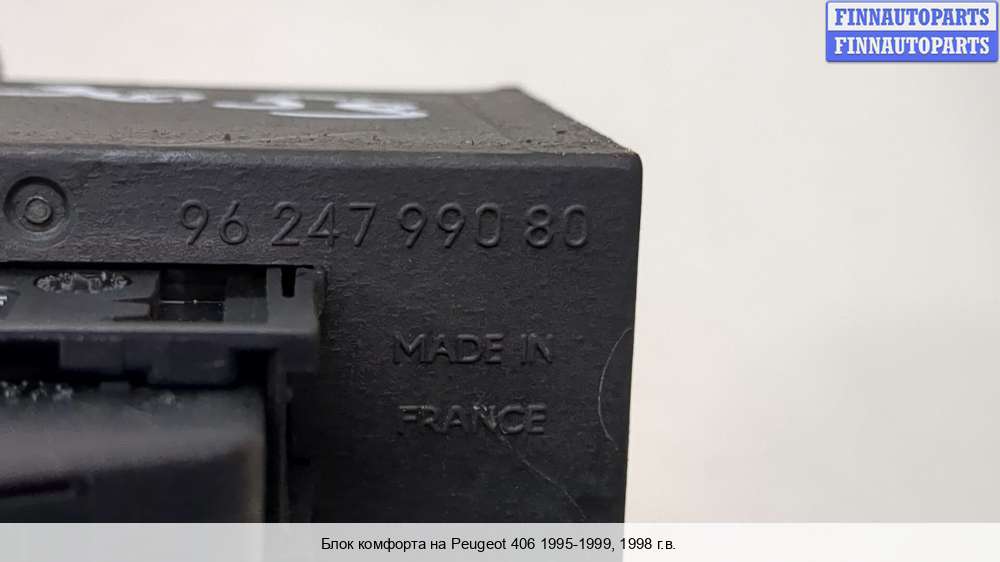 FINNAUTOPARTS
FINNAUTOPARTS
96 247 990 80
MADE IN
FRANCE
Блок комфорта на Peugeot 406 1995-1999, 1998 г.в.